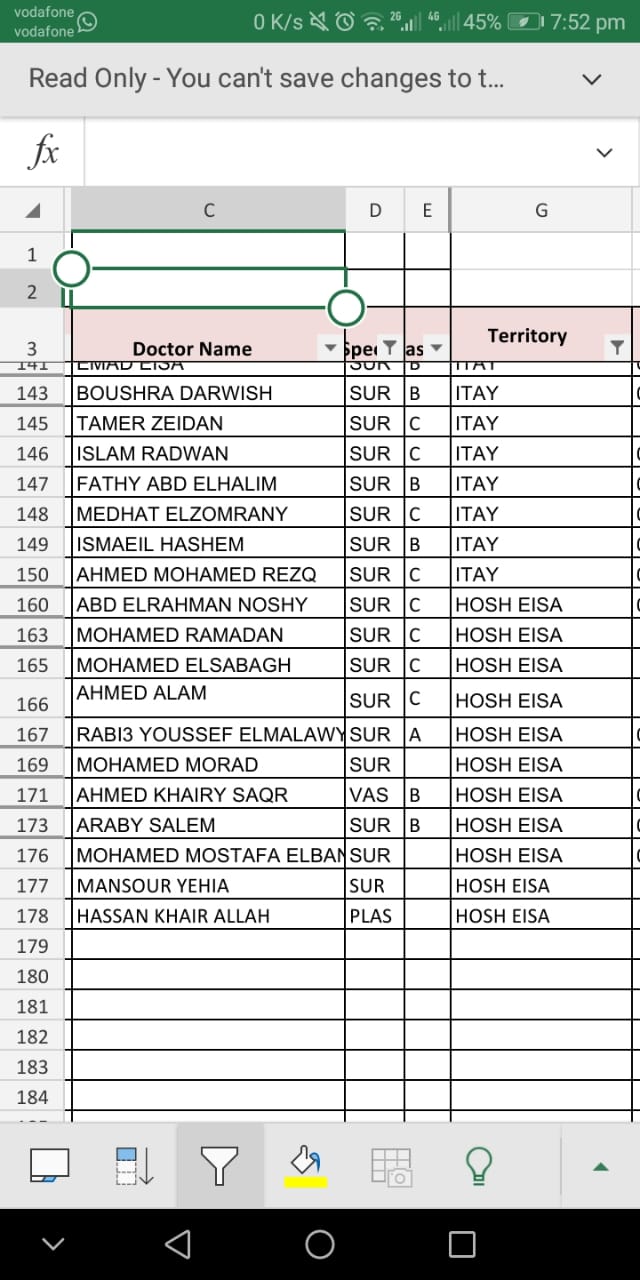 vodafone
vodafone
0 K/s 2G 4G 45% 7:52 pm
Read Only - You can't save changes to t...
fx
C D E G
1
2
3 Doctor Name Spec as Territory
141 EMAD EISA SUR B ITAY
143 BOUSHRA DARWISH SUR B ITAY
145 TAMER ZEIDAN SUR C ITAY
146 ISLAM RADWAN SUR C ITAY
147 FATHY ABD ELHALIM SUR B ITAY
148 MEDHAT ELZOMRANY SUR C ITAY
149 ISMAEIL HASHEM SUR B ITAY
150 AHMED MOHAMED REZQ SUR C ITAY
160 ABD ELRAHMAN NOSHY SUR C HOSH EISA
163 MOHAMED RAMADAN SUR C HOSH EISA
165 MOHAMED ELSABAGH SUR C HOSH EISA
166 AHMED ALAM SUR C HOSH EISA
167 RABI3 YOUSSEF ELMALAWY SUR A HOSH EISA
169 MOHAMED MORAD SUR HOSH EISA
171 AHMED KHAIRY SAQR VAS B HOSH EISA
173 ARABY SALEM SUR B HOSH EISA
176 MOHAMED MOSTAFA ELBAN SUR HOSH EISA
177 MANSOUR YEHIA SUR HOSH EISA
178 HASSAN KHAIR ALLAH PLAS HOSH EISA
179
180
181
182
183
184